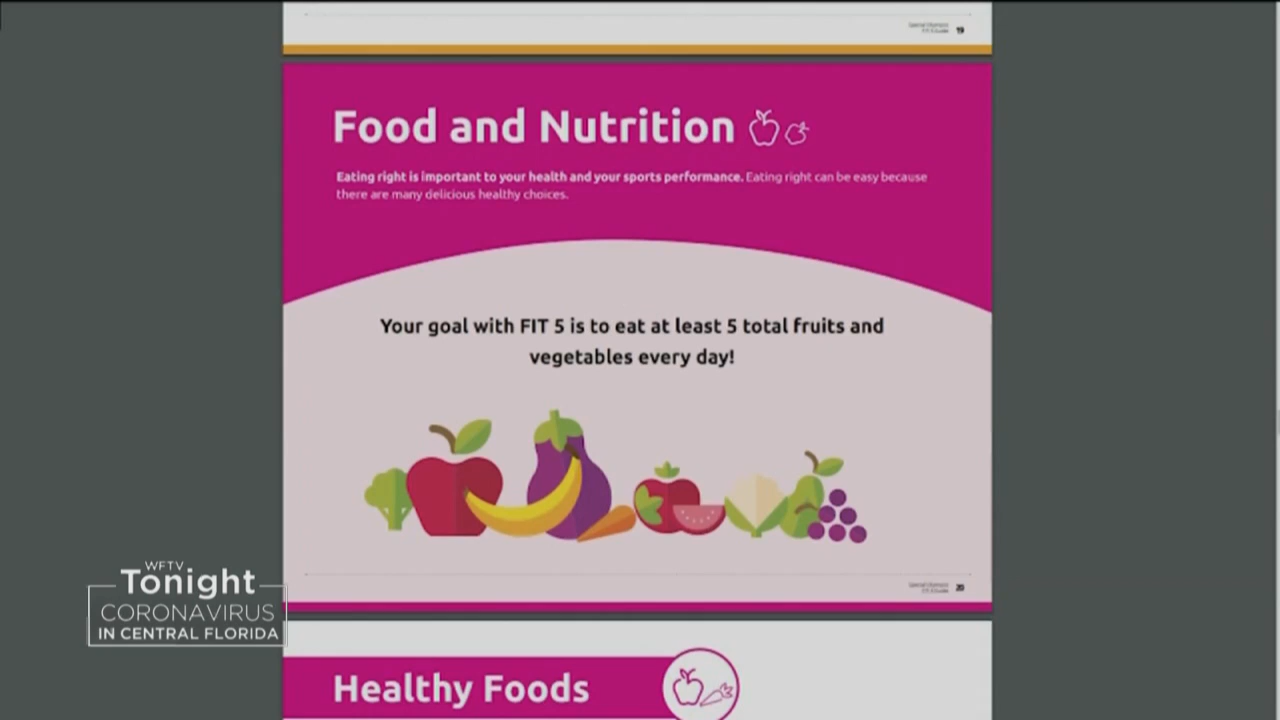 19
Food and Nutrition
Eating right is important to your health and your sports performance. Eating right can be easy because
there are many delicious healthy choices.
Your goal with FIT 5 is to eat at least 5 total fruits and
vegetables every day!
20
WFTV
Tonight
CORONAVIRUS
IN CENTRAL FLORIDA
Healthy Foods